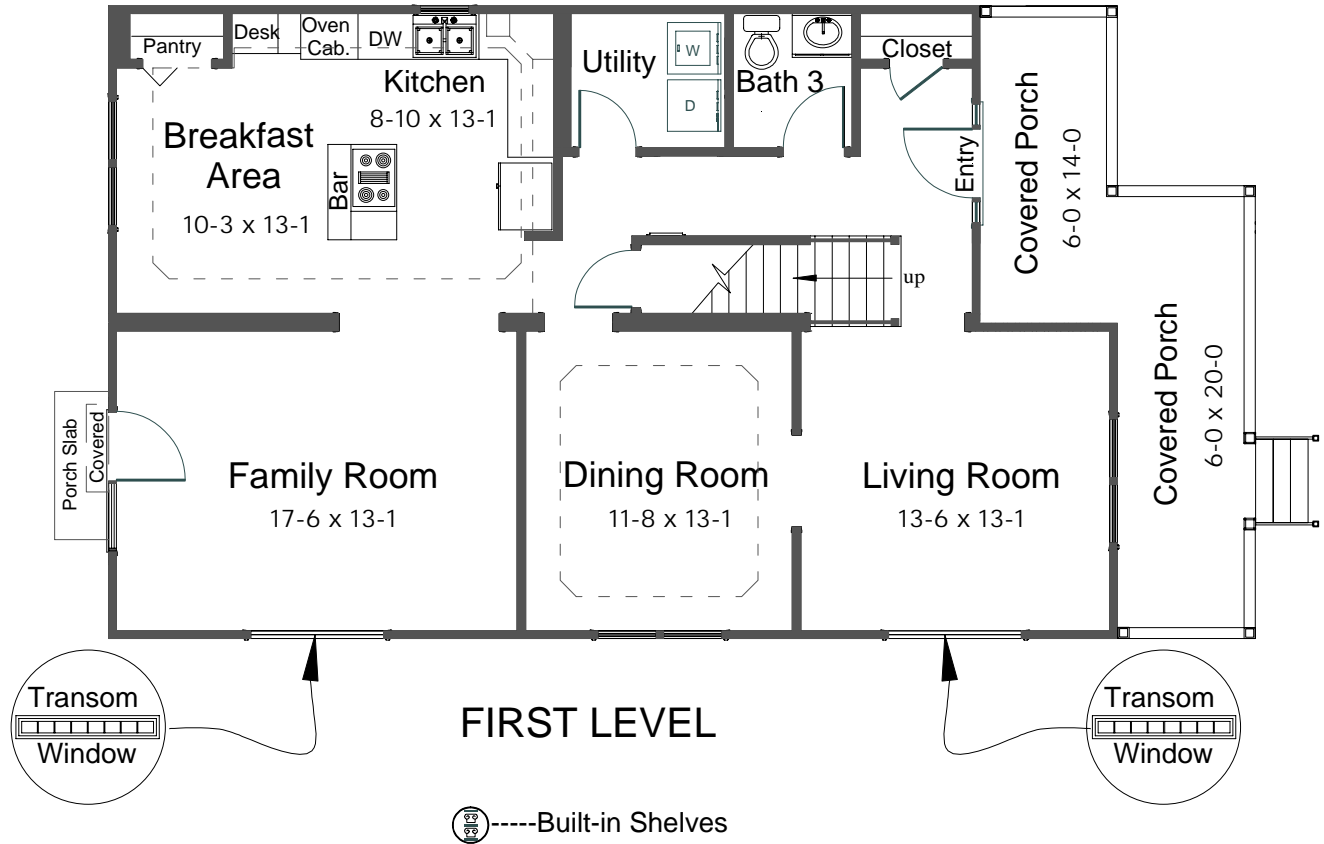 Pantry
Desk
Oven
Cab.
DW
Kitchen
8-10 x 13-1
Breakfast
Area
10-3 x 13-1
Bar
Utility
W
D
Bath 3
Closet
Entry
Covered Porch
6-0 x 14-0
up
Covered Porch
6-0 x 20-0
Porch Slab
Covered
Family Room
17-6 x 13-1
Dining Room
11-8 x 13-1
Living Room
13-6 x 13-1
Transom
Window
FIRST LEVEL
Transom
Window
-----Built-in Shelves